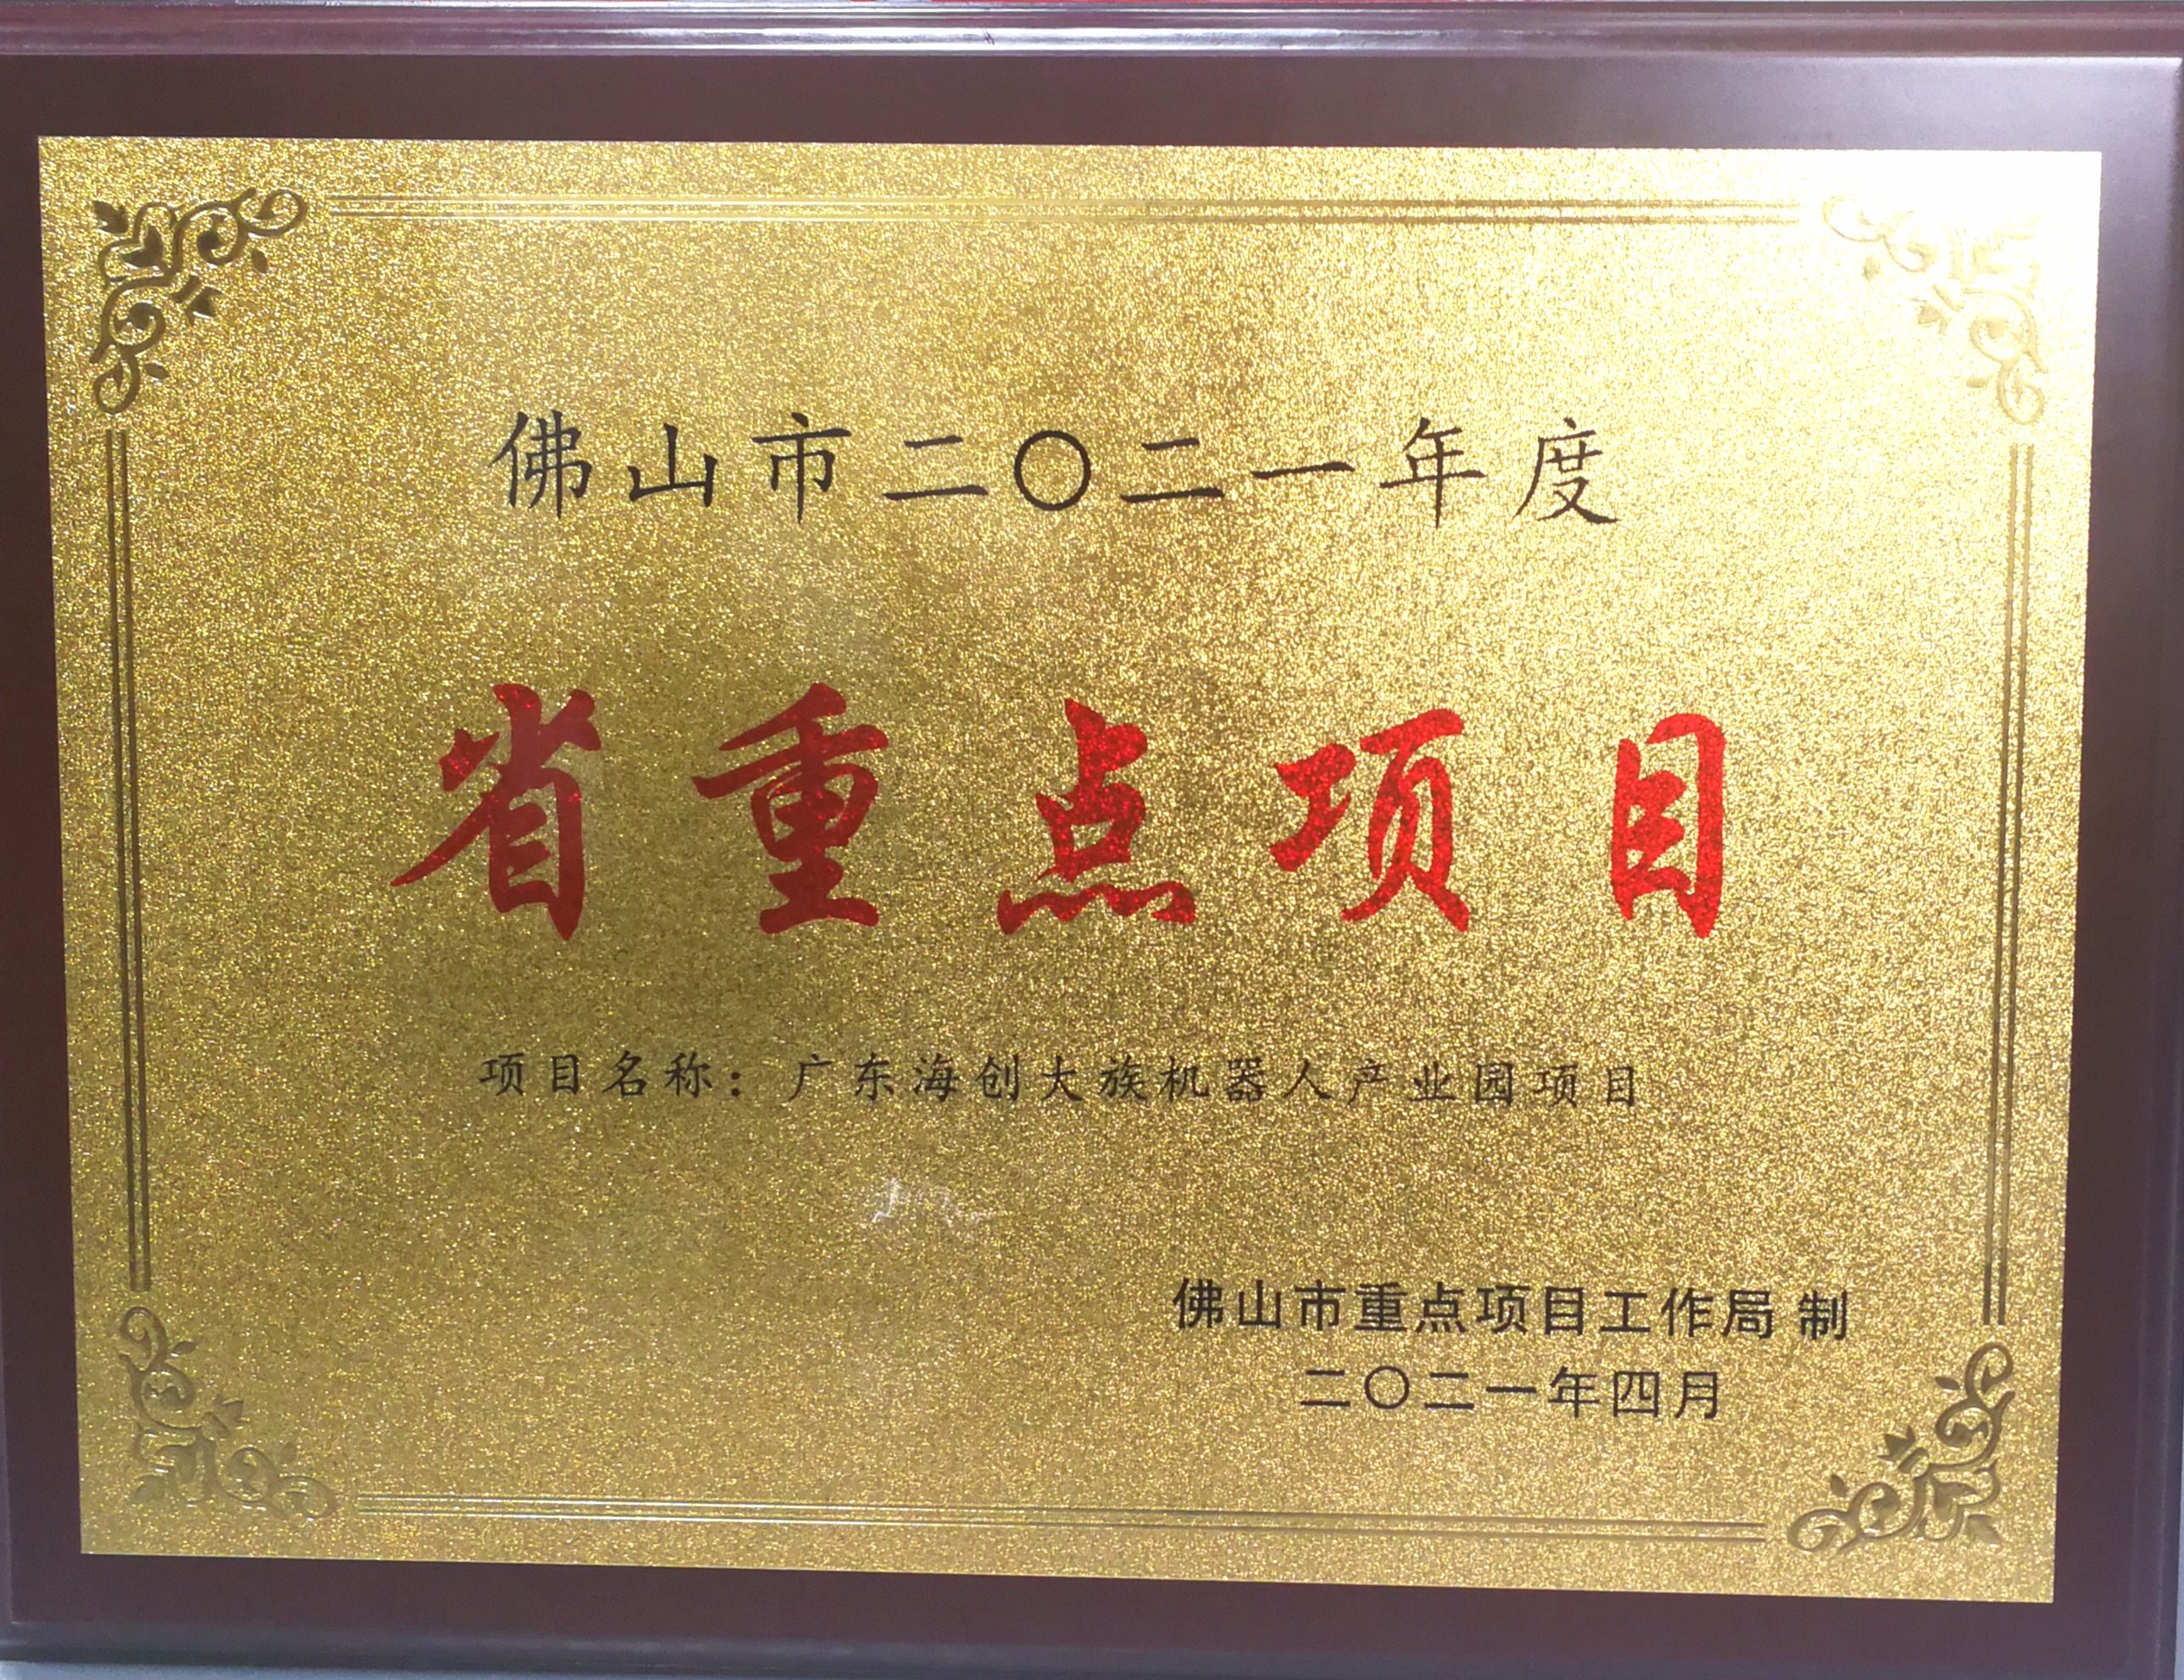 佛山市二〇二一年度
省重点项目
项目名称：广东海创大族机器人产业园项目
佛山市重点项目工作局 制
二〇二一年四月